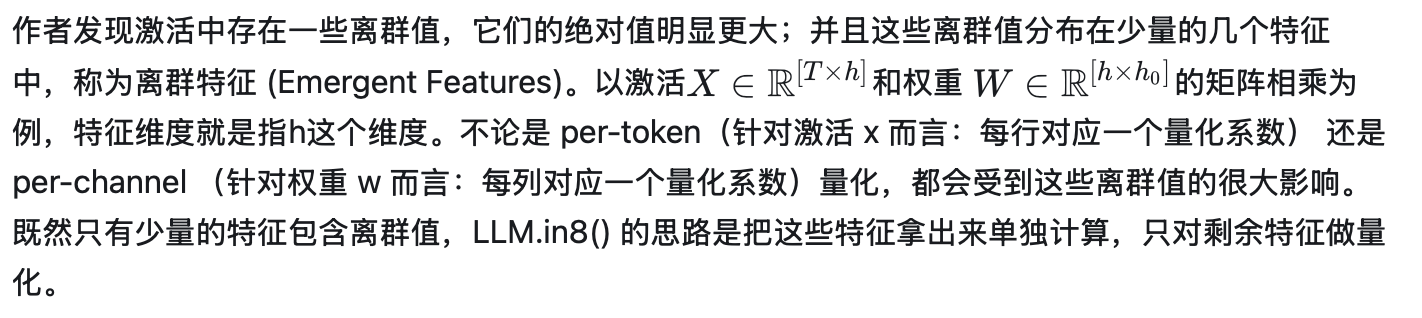 作者发现激活中存在一些离群值，它们的绝对值明显更大；并且这些离群值分布在少量的几个特征
中，称为离群特征 (Emergent Features)。以激活$X \in \mathbb{R}^{[T \times h]}$和权重 $W \in \mathbb{R}^{[h \times h_0]}$的矩阵相乘为
例，特征维度就是指h这个维度。不论是 per-token（针对激活 x 而言：每行对应一个量化系数） 还是
per-channel （针对权重 w 而言：每列对应一个量化系数）量化，都会受到这些离群值的很大影响。
既然只有少量的特征包含离群值，LLM.in8() 的思路是把这些特征拿出来单独计算，只对剩余特征做量
化。